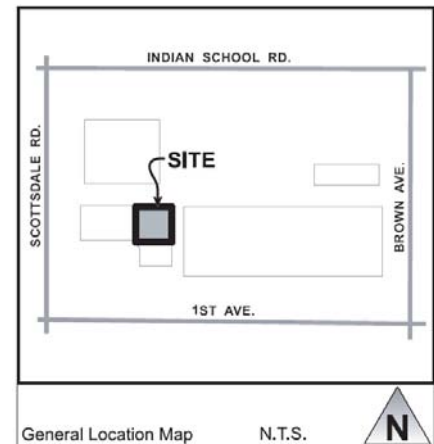 INDIAN SCHOOL RD.
SCOTTSDALE RD.
SITE
BROWN AVE.
1ST AVE.
General Location Map N.T.S. N